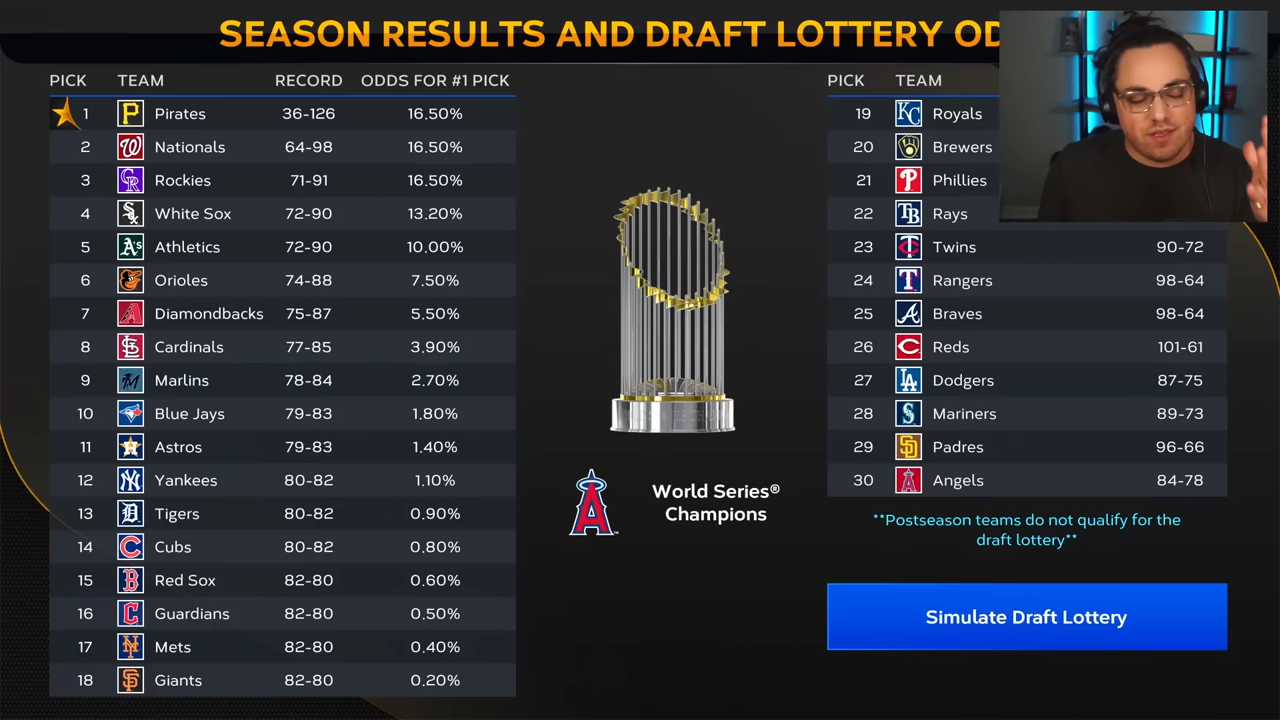 SEASON RESULTS AND DRAFT LOTTERY OD
PICK TEAM RECORD ODDS FOR #1 PICK
1 Pirates 36-126 16.50%
2 Nationals 64-98 16.50%
3 Rockies 71-91 16.50%
4 White Sox 72-90 13.20%
5 Athletics 72-90 10.00%
6 Orioles 74-88 7.50%
7 Diamondbacks 75-87 5.50%
8 Cardinals 77-85 3.90%
9 Marlins 78-84 2.70%
10 Blue Jays 79-83 1.80%
11 Astros 79-83 1.40%
12 Yankees 80-82 1.10%
13 Tigers 80-82 0.90%
14 Cubs 80-82 0.80%
15 Red Sox 82-80 0.60%
16 Guardians 82-80 0.50%
17 Mets 82-80 0.40%
18 Giants 82-80 0.20%
World Series®
Champions
PICK TEAM
19 Royals
20 Brewers
21 Phillies
22 Rays
23 Twins 90-72
24 Rangers 98-64
25 Braves 98-64
26 Reds 101-61
27 Dodgers 87-75
28 Mariners 89-73
29 Padres 96-66
30 Angels 84-78
**Postseason teams do not qualify for the
draft lottery**
Simulate Draft Lottery